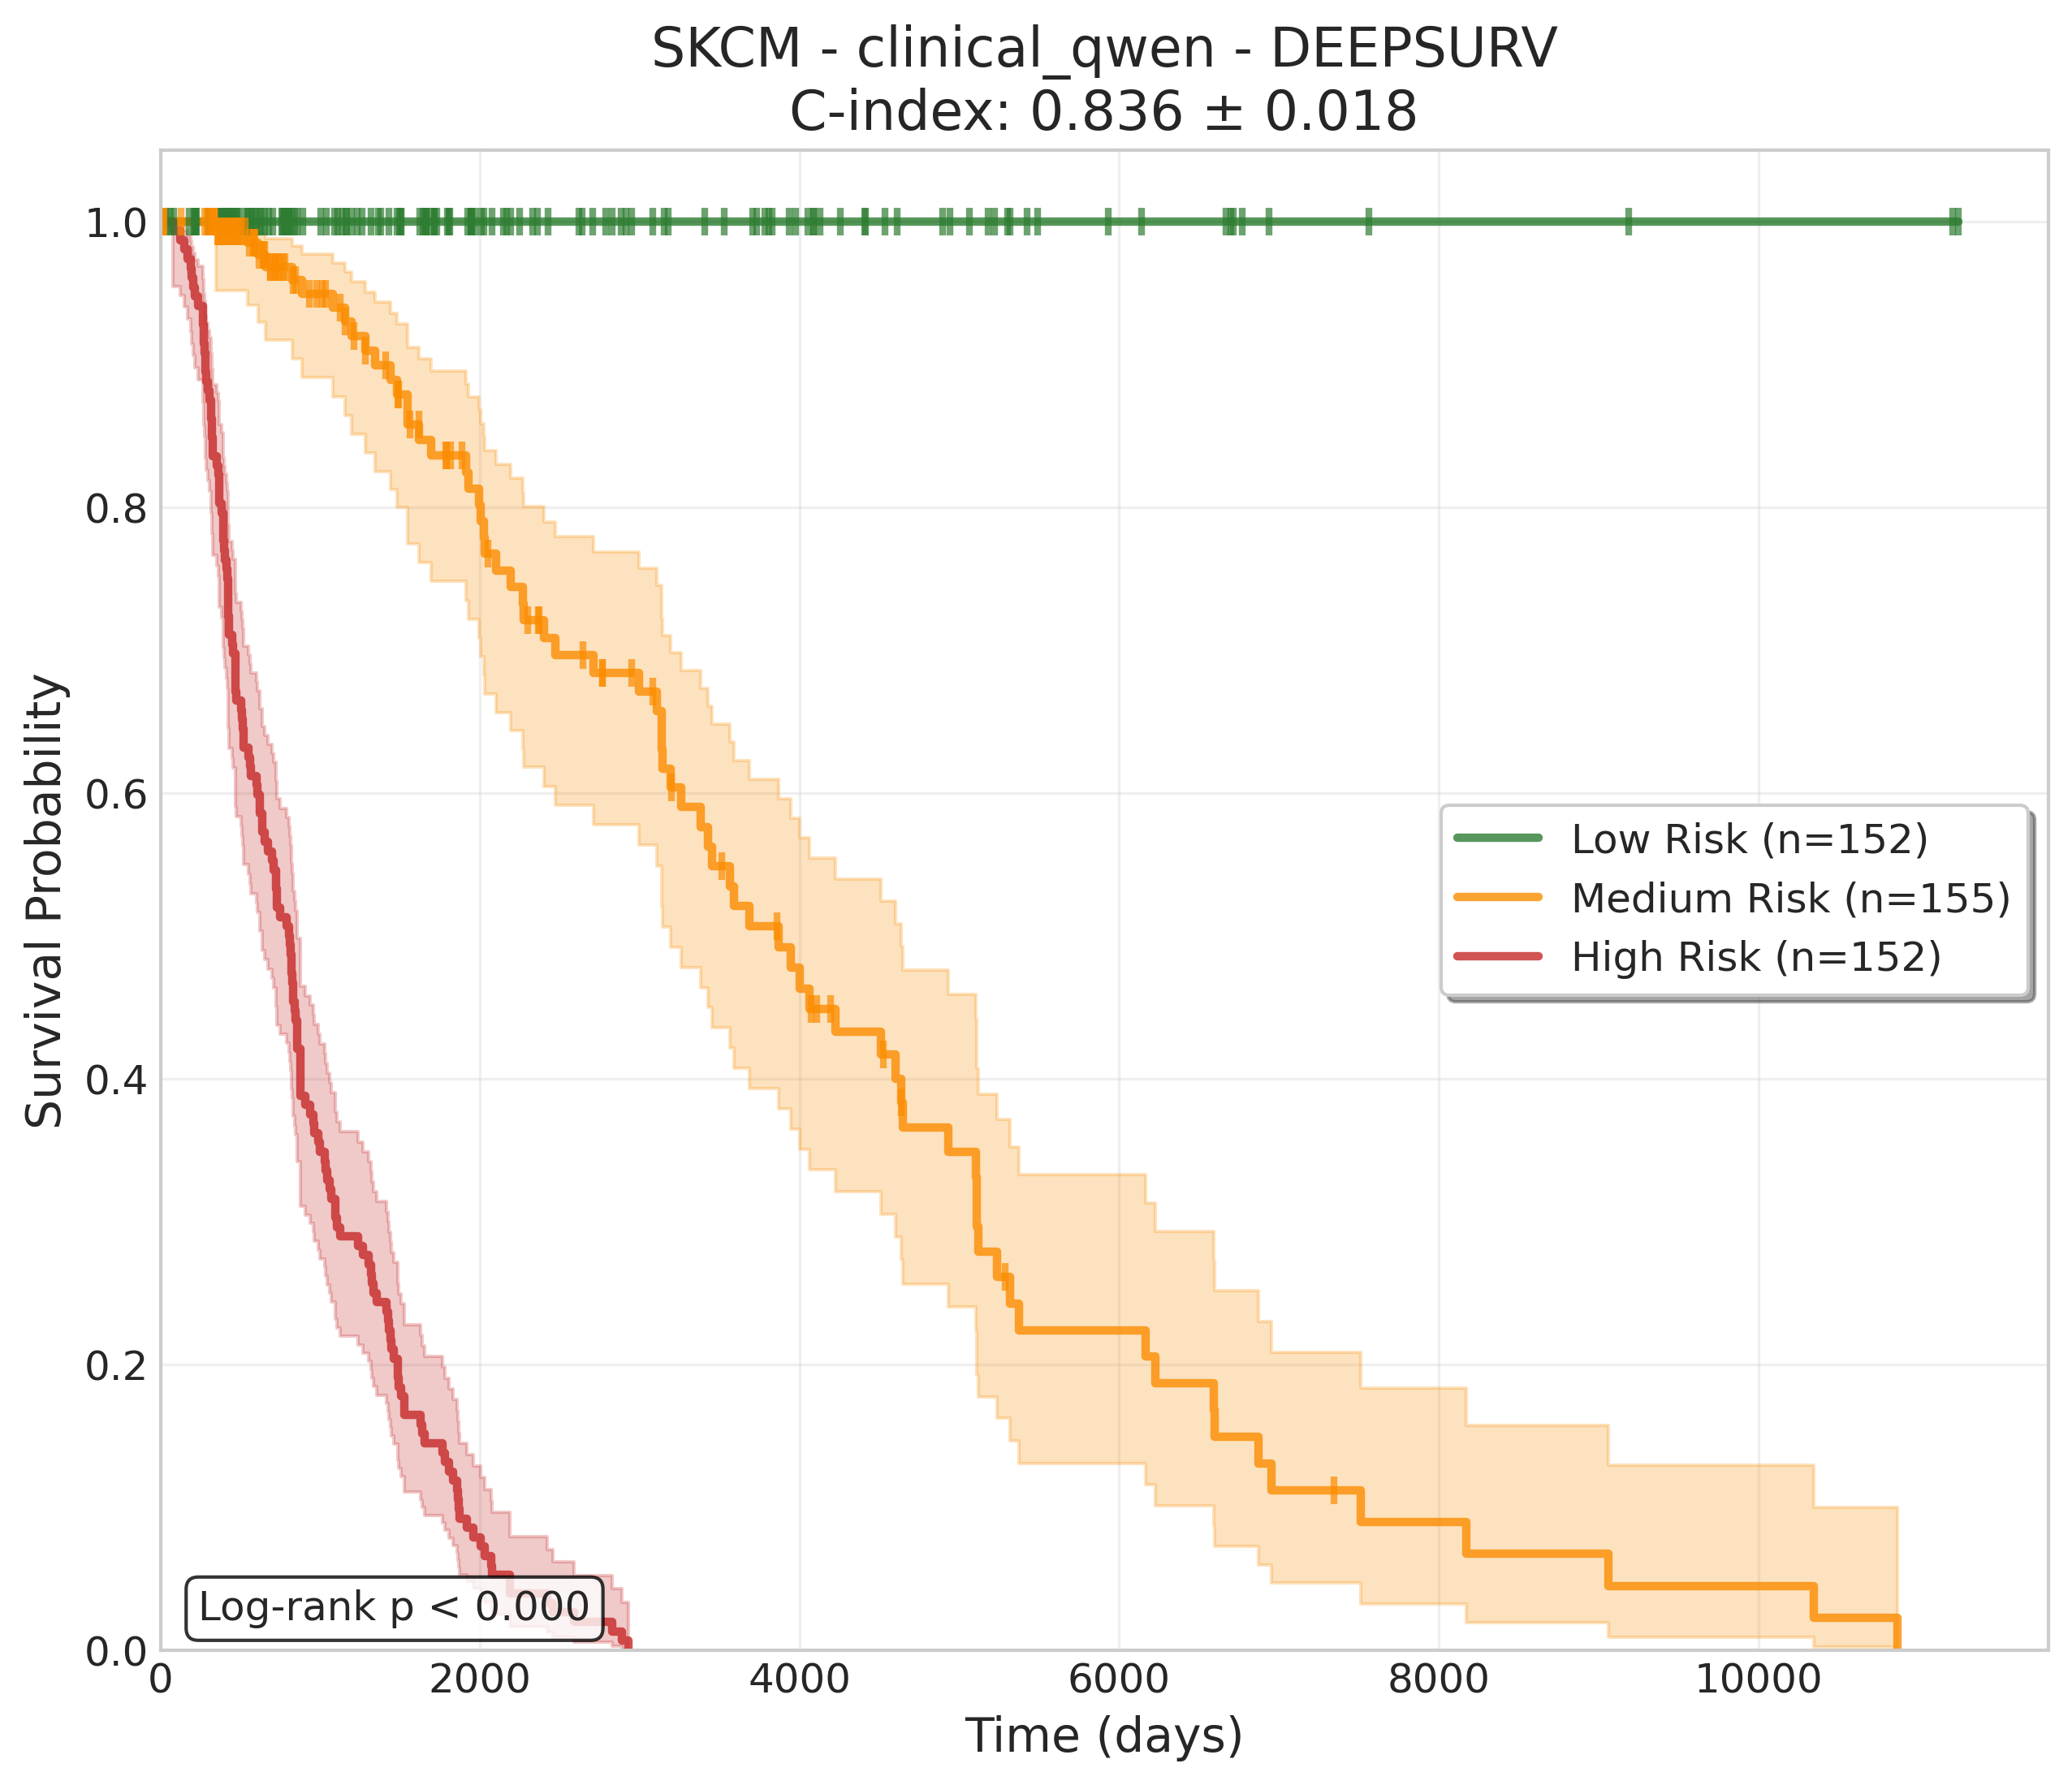 SKCM - clinical_qwen - DEEPSURV
C-index: 0.836 ± 0.018
Survival Probability
1.0
0.8
0.6
0.4
0.2
0.0
Low Risk (n=152)
Medium Risk (n=155)
High Risk (n=152)
Log-rank p < 0.000
0
2000
4000
6000
8000
10000
Time (days)